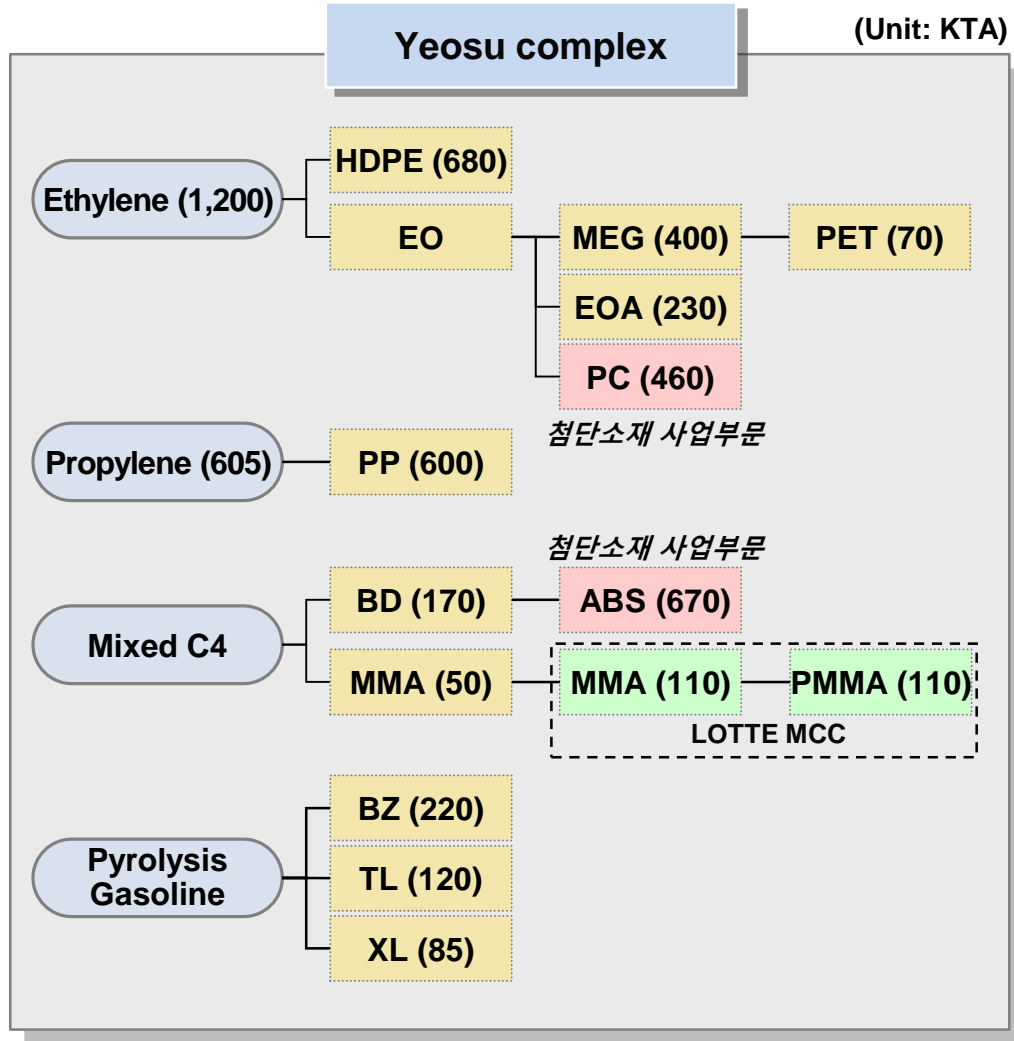 Yeosu complex
(Unit: KTA)
Ethylene (1,200)
HDPE (680)
EO
MEG (400)
PET (70)
EOA (230)
PC (460)
첨단소재 사업부문
Propylene (605)
PP (600)
첨단소재 사업부문
Mixed C4
BD (170)
ABS (670)
MMA (50)
MMA (110)
PMMA (110)
LOTTE MCC
Pyrolysis
Gasoline
BZ (220)
TL (120)
XL (85)